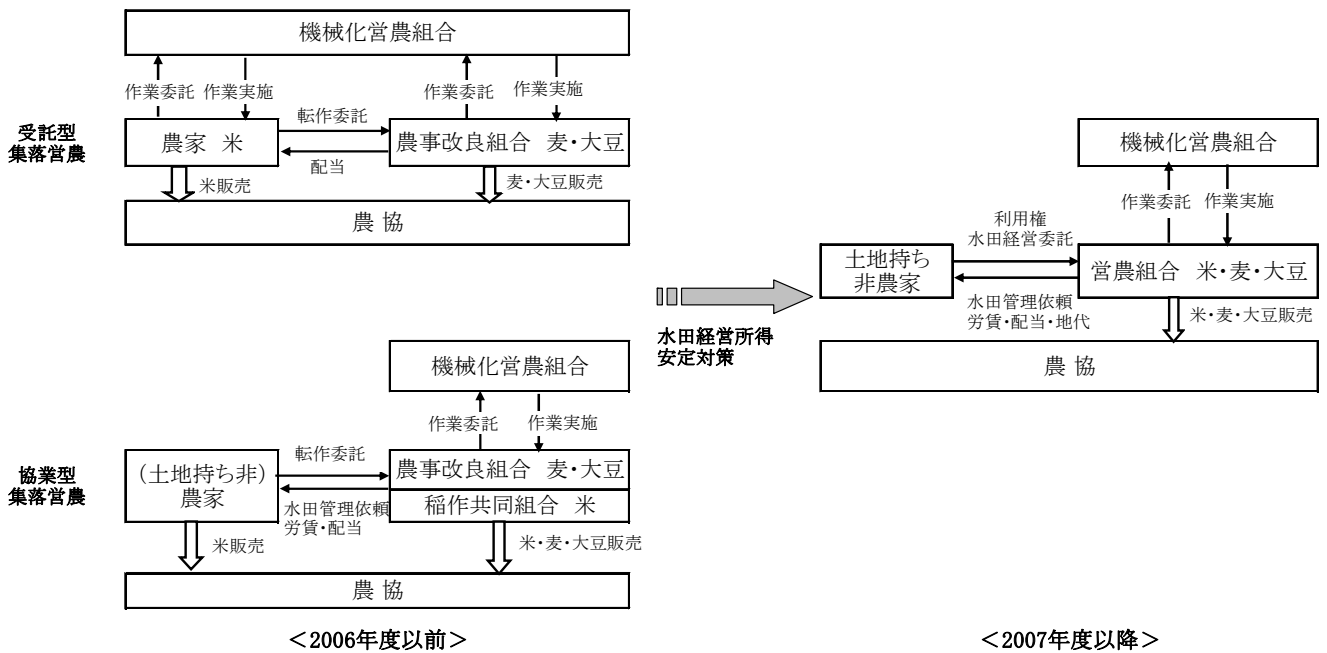 機械化営農組合
作業委託 作業実施 作業委託 作業実施
受託型
集落営農
農家 米
転作委託
配当
農事改良組合 麦・大豆
米販売
麦・大豆販売
農 協
機械化営農組合
作業委託 作業実施
協業型
集落営農
(土地持ち非)
農家
転作委託
水田管理依頼
労賃・配当
農事改良組合 麦・大豆
稲作共同組合 米
米販売
米・麦・大豆販売
農 協
<2006年度以前>
水田経営所得
安定対策
機械化営農組合
作業委託 作業実施
土地持ち
非農家
利用権
水田経営委託
水田管理依頼
労賃・配当・地代
営農組合 米・麦・大豆
米・麦・大豆販売
農 協
<2007年度以降>